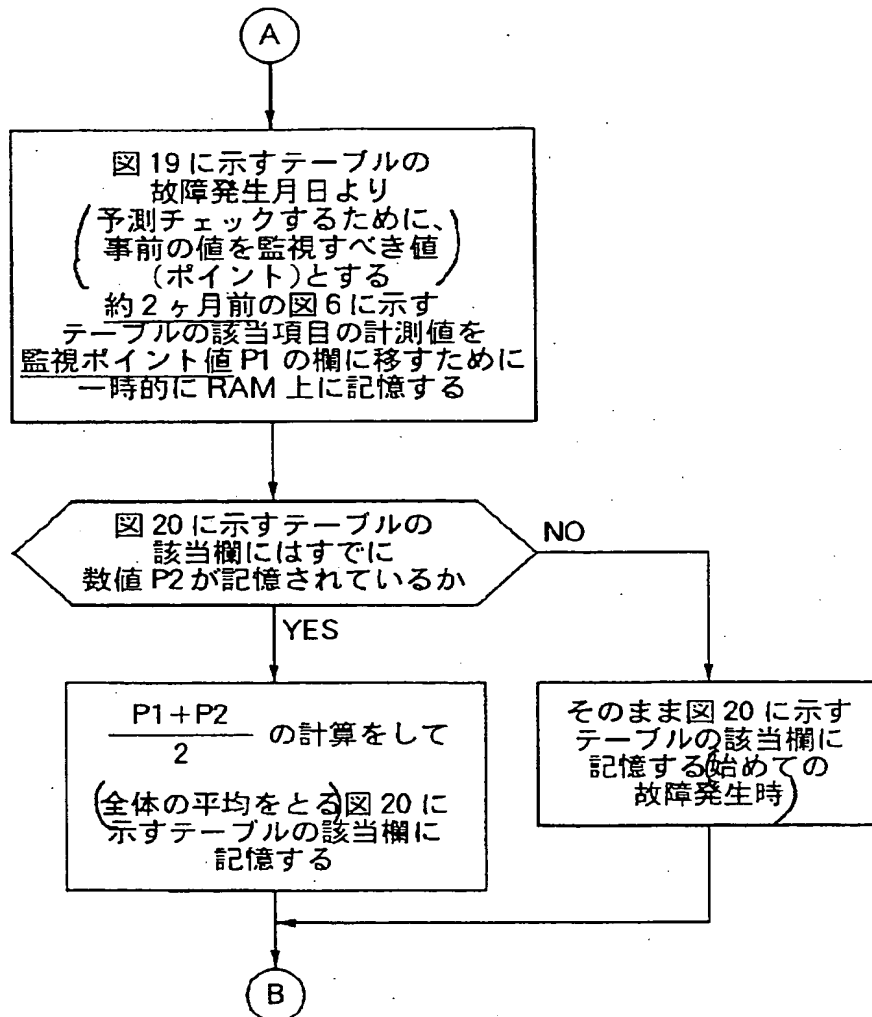 A
図19に示すテーブルの
故障発生月日より
(予測チェックするために、
事前の値を監視すべき値
(ポイント)とする)
約2ヶ月前の図6に示す
テーブルの該当項目の計測値を
監視ポイント値P1の欄に移すために
一時的にRAM上に記憶する
図20に示すテーブルの
該当欄にはすでに
数値P2が記憶されているか
NO
YES
P1+P2
2
の計算をして
(全体の平均をとる)図20に
示すテーブルの該当欄に
記憶する
そのまま図20に示す
テーブルの該当欄に
記憶する(始めての
故障発生時)
B